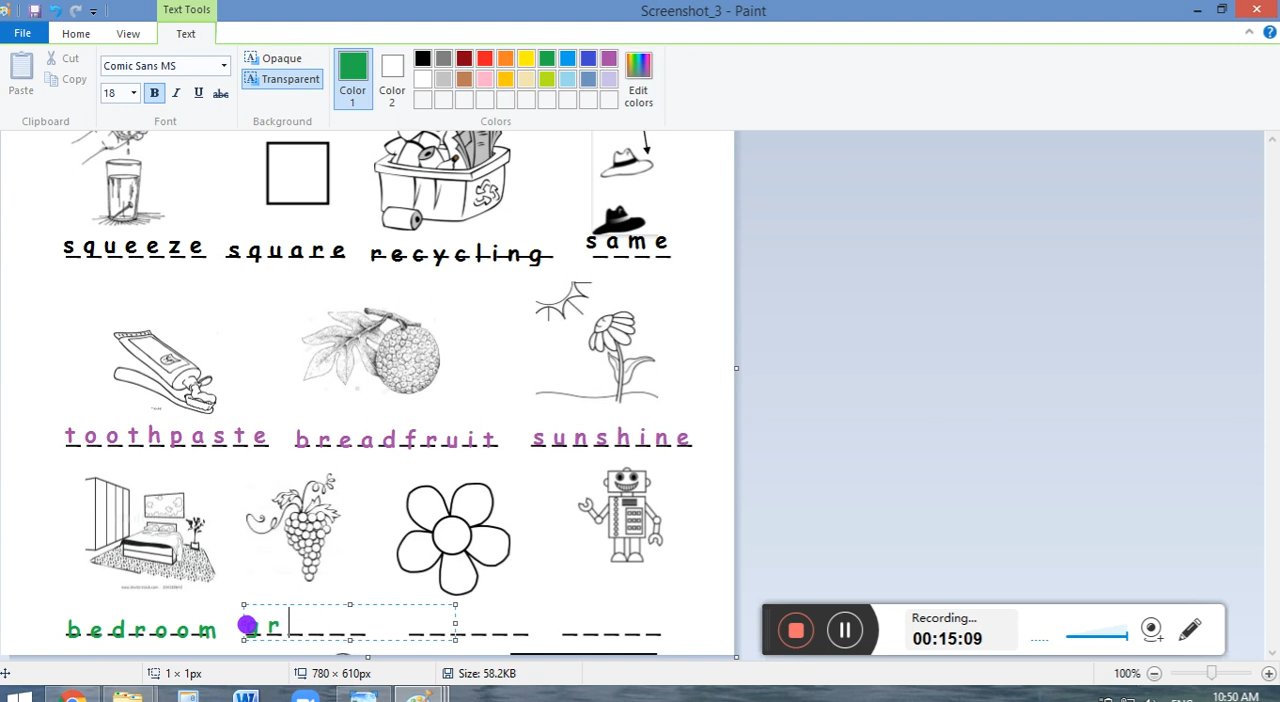 Text Tools
Screenshot_3 - Paint
File Home View Text
Paste
Cut
Copy
Clipboard
Comic Sans MS
18 B I U abc
Font
Opaque
Transparent
Background
Color 1
Color 2
Edit colors
Colors
squeeze square recycling same
toothpaste breadfruit sunshine
bedroom gr
Recording...
00:15:09
1 × 1px
780 × 610px
Size: 58.2KB
100%
10:50 AM